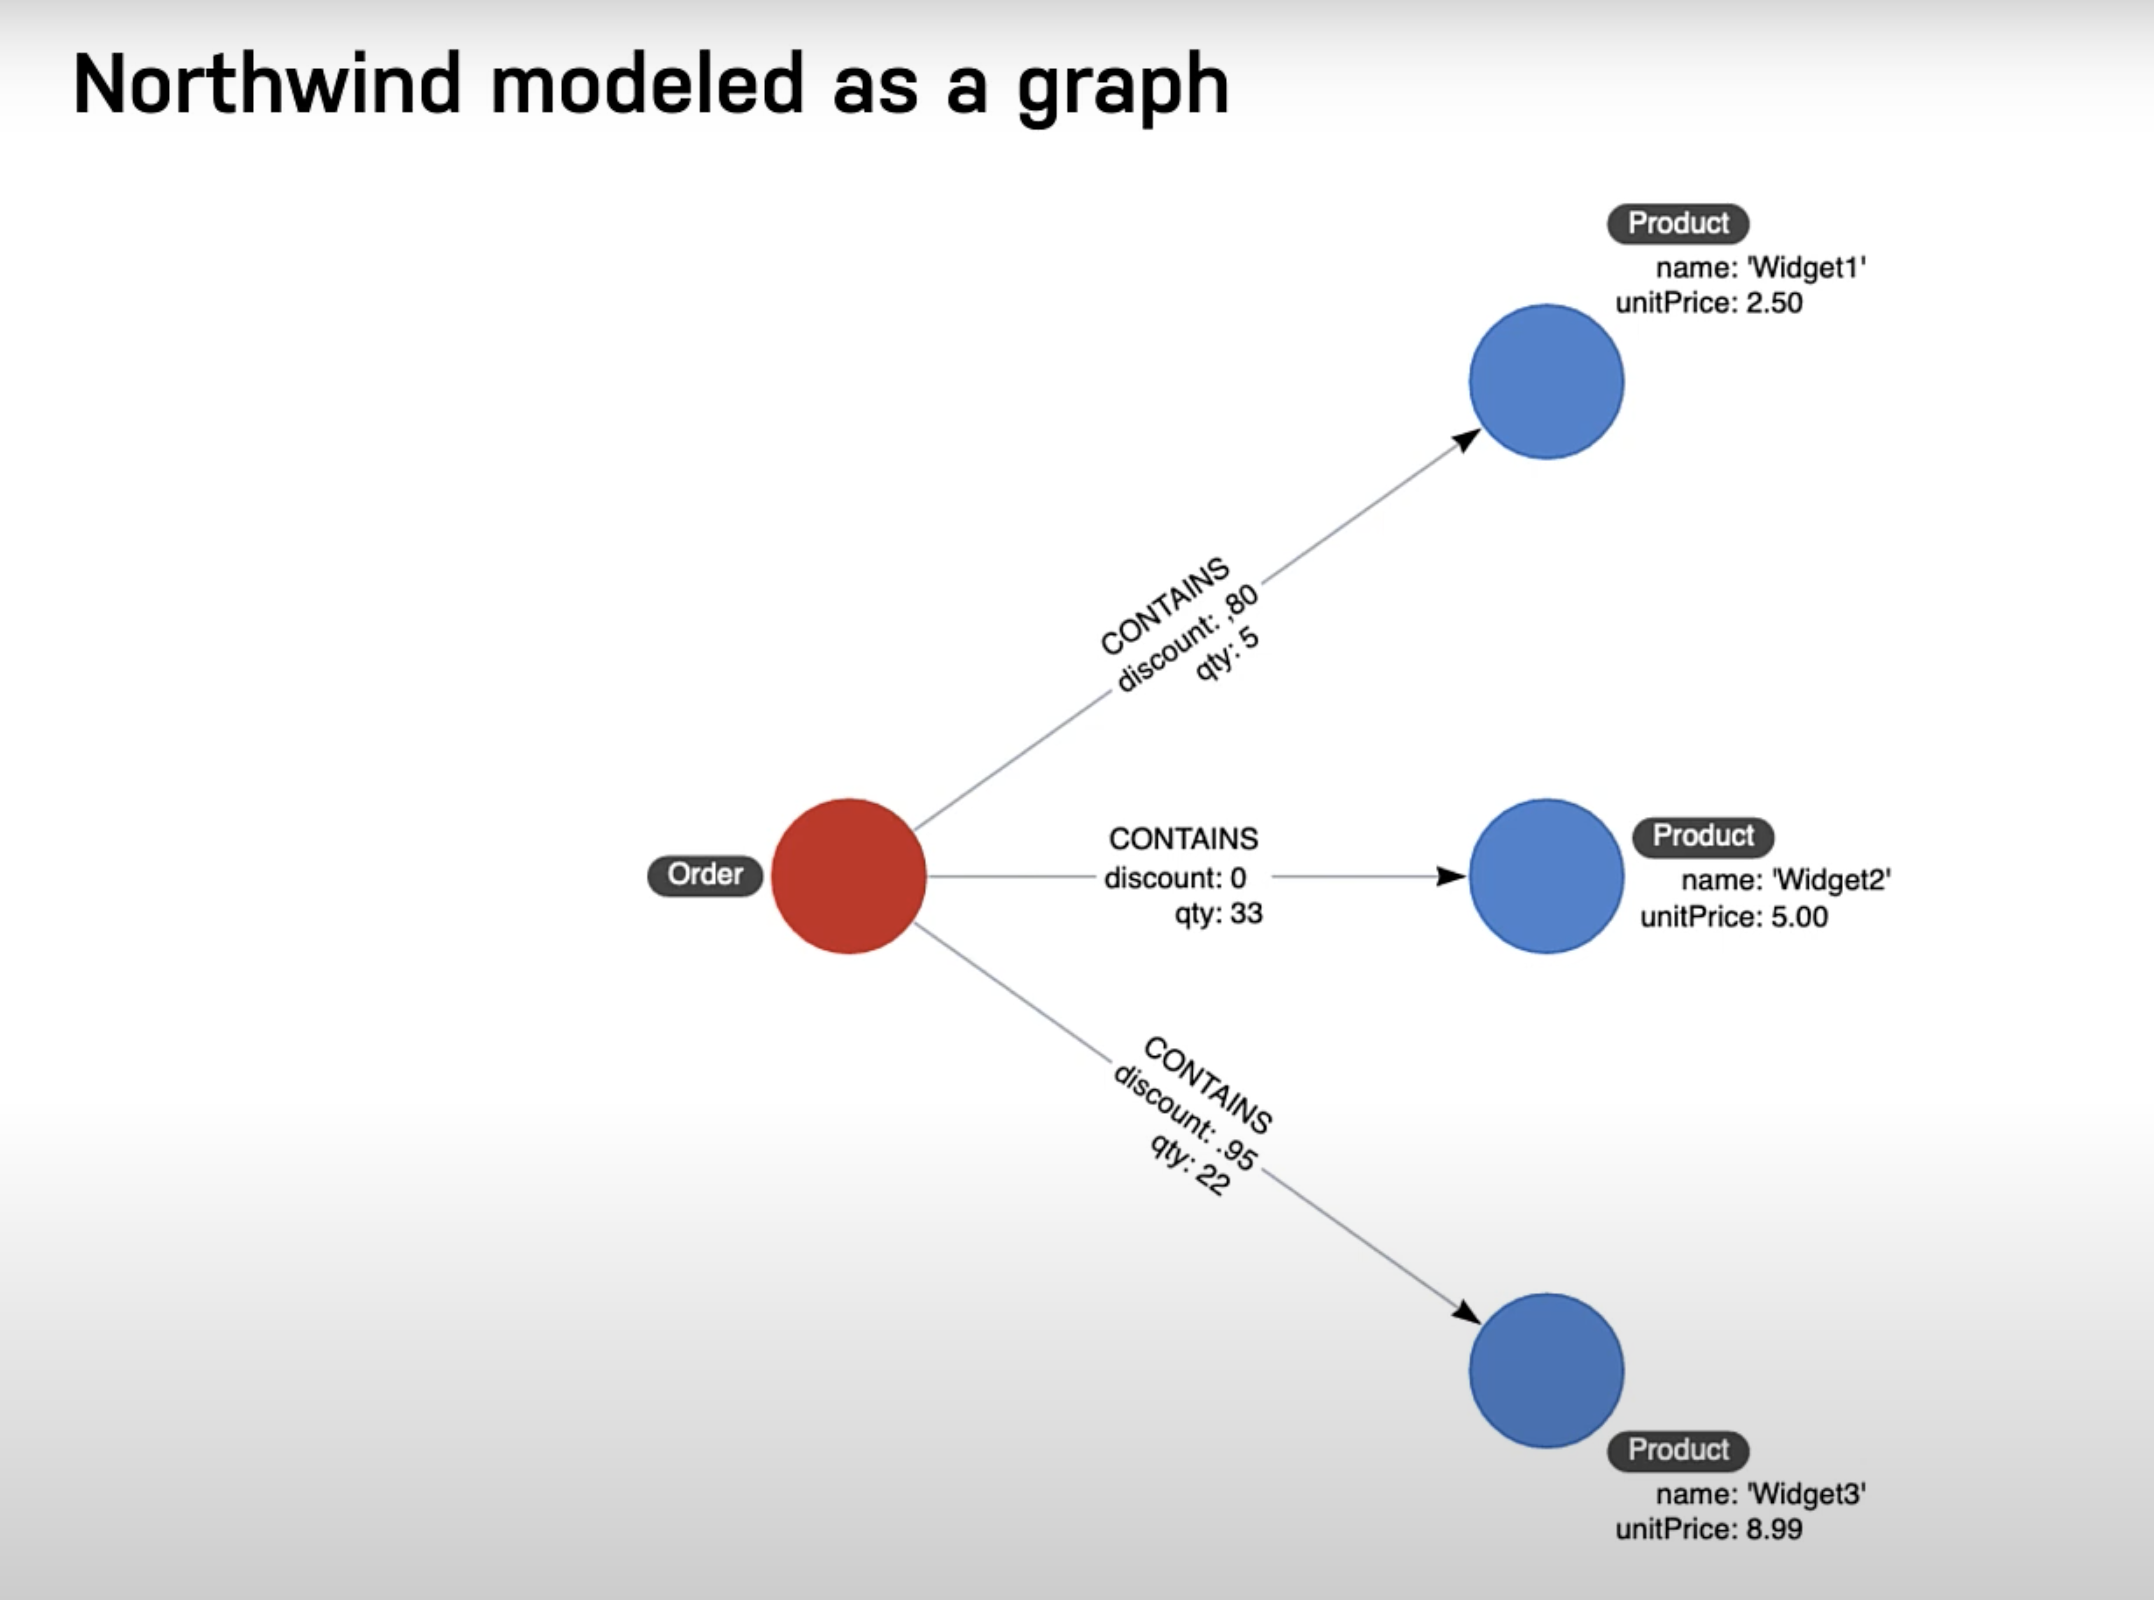 Northwind modeled as a graph
Product
name: 'Widget1'
unitPrice: 2.50
CONTAINS
discount: ,80
qty: 5
Order
CONTAINS
discount: 0
qty: 33
Product
name: 'Widget2'
unitPrice: 5.00
CONTAINS
discount: .95
qty: 22
Product
name: 'Widget3'
unitPrice: 8.99